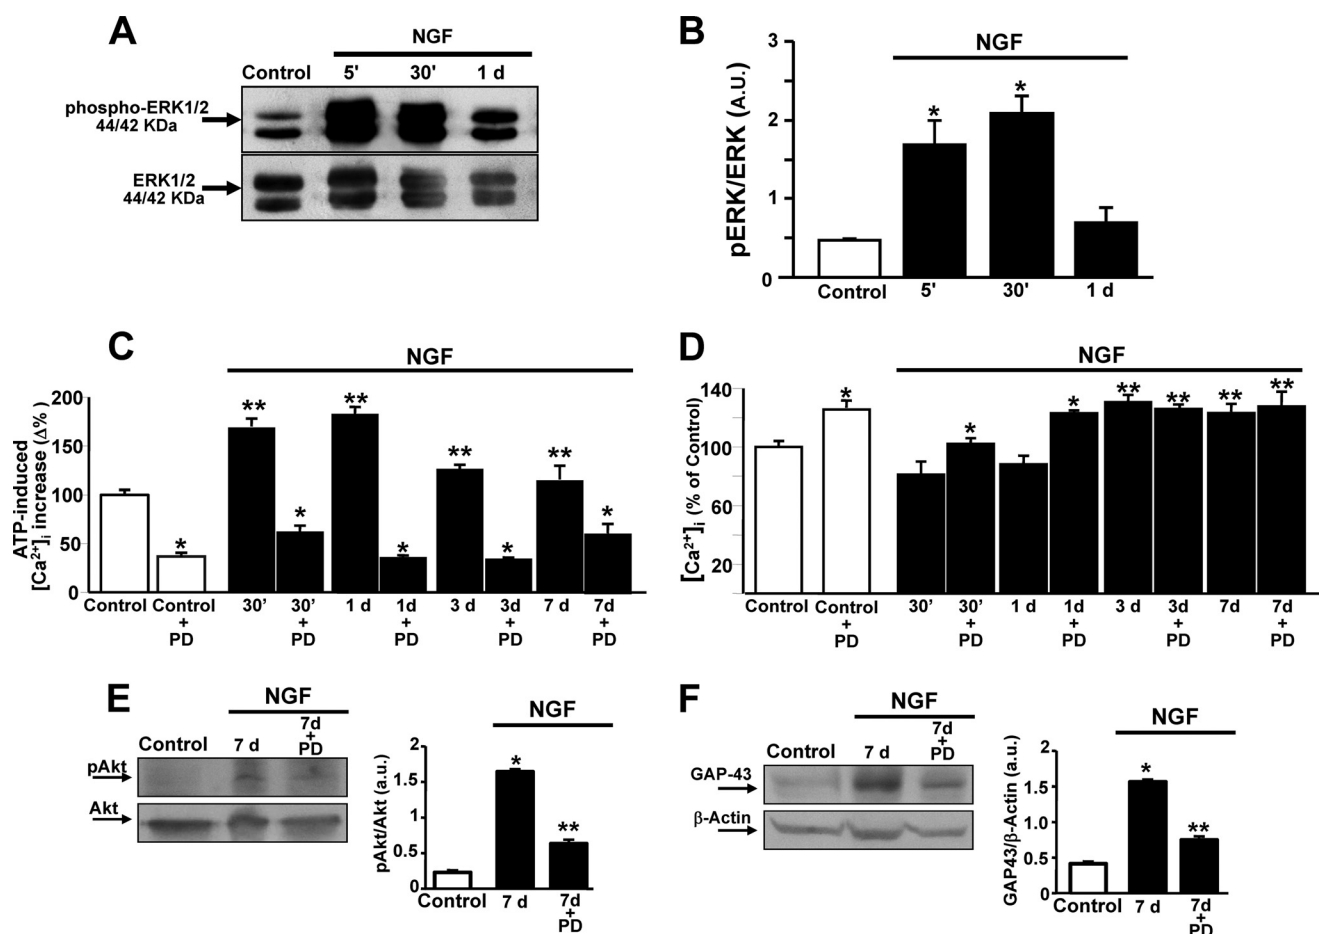 A
NGF
Control 5' 30' 1 d
phospho-ERK1/2
44/42 KDa
ERK1/2
44/42 KDa
B
NGF
pERK/ERK (A.U.)
3
2
1
0
* *
Control 5' 30' 1 d
C
NGF
ATP-induced
[Ca2+]i increase (Δ%)
200
150
100
50
0
* ** * ** * ** * ** *
Control Control + PD 30’ 30’ + PD 1 d 1d + PD 3 d 3d + PD 7 d 7d + PD
D
NGF
[Ca2+]i (% of Control)
140
100
60
20
* * * ** ** ** **
Control Control + PD 30’ 30’ + PD 1 d 1d + PD 3 d 3d + PD 7d 7d + PD
E
NGF
Control 7 d 7d + PD
pAkt
Akt
NGF
pAkt/Akt (a.u.)
2
1.5
1
0.5
0
* **
Control 7 d 7d + PD
F
NGF
Control 7 d 7d + PD
GAP-43
β-Actin
NGF
GAP43/β-Actin (a.u.)
2
1.5
1.0
0.5
0
* **
Control 7 d 7d + PD